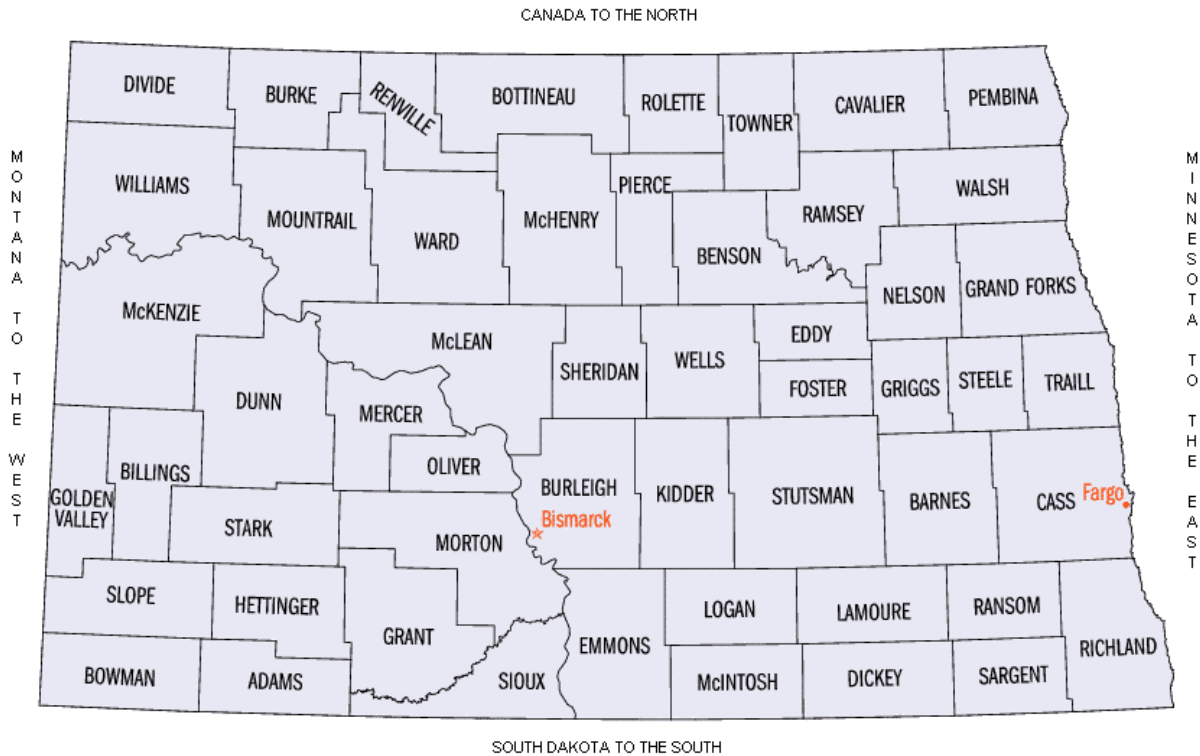 CANADA TO THE NORTH
DIVIDE
BURKE
RENVILLE
BOTTINEAU
ROLETTE
TOWNER
CAVALIER
PEMBINA
MONTANA TO THE WEST
WILLIAMS
MOUNTRAIL
WARD
McHENRY
PIERCE
BENSON
RAMSEY
WALSH
MINNESOTA TO THE EAST
McKENZIE
McLEAN
SHERIDAN
WELLS
EDDY
FOSTER
NELSON
GRAND FORKS
GRIGGS
STEELE
TRAILL
DUNN
MERCER
OLIVER
GOLDEN
VALLEY
BILLINGS
STARK
MORTON
BURLEIGH
Bismarck
KIDDER
STUTSMAN
BARNES
CASS
Fargo
SLOPE
HETTINGER
GRANT
EMMONS
LOGAN
LAMOURE
RANSOM
RICHLAND
BOWMAN
ADAMS
SIOUX
McINTOSH
DICKEY
SARGENT
SOUTH DAKOTA TO THE SOUTH